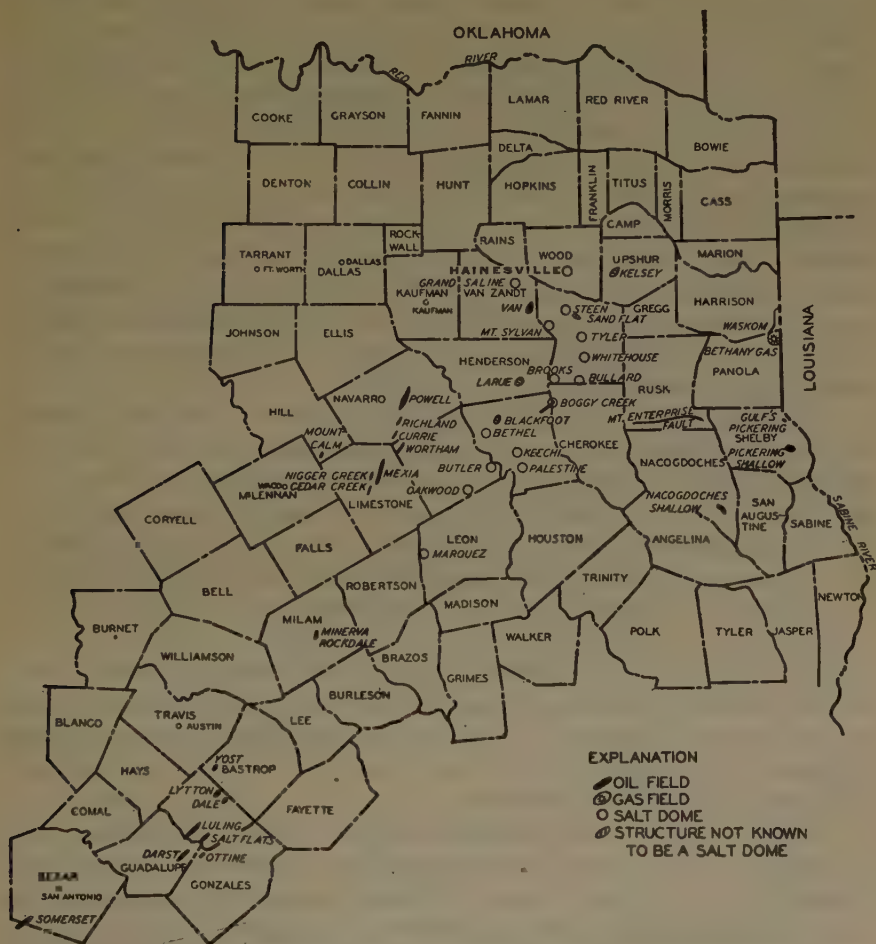 OKLAHOMA
RED RIVER
COOKE
GRAYSON
FANNIN
LAMAR
RED RIVER
BOWIE
DELTA
DENTON
COLLIN
HUNT
HOPKINS
FRANKLIN
TITUS
MORRIS
CASS
CAMP
ROCK-
WALL
RAINS
WOOD
UPSHUR
KELSEY
MARION
TARRANT
FT. WORTH
DALLAS
DALLAS
HAINESVILLE
GRAND SALINE
KAUFMAN
KAUFMAN
VAN ZANDT
VAN
STEEN
SAND FLAT
GREGG
HARRISON
WASKOM
MT. SYLVAN
TYLER
JOHNSON
ELLIS
HENDERSON
WHITEHOUSE
BETHANY GAS
PANOLA
LOUISIANA
LARUE
BROOKS
BULLARD
RUSK
HILL
NAVARRO
POWELL
BOGGY CREEK
MT. ENTERPRISE
FAULT
GULF'S
PICKERING
SHELBY
PICKERING
SHALLOW
MOUNT
CALM
RICHLAND
CURRIE
WORTHAM
BLACKFOOT
BETHEL
CHEROKEE
NACOGDOCHES
KEECHI
BUTLER
PALESTINE
NIGGER CREEK
CEDAR CREEK
MEXIA
WACO
McLENNAN
LIMESTONE
OAKWOOD
NACOGDOCHES
SHALLOW
SAN
AUGUS-
TINE
SABINE
SABINE RIVER
CORYELL
FALLS
LEON
MARQUEZ
HOUSTON
ANGELINA
BELL
ROBERTSON
TRINITY
NEWTON
BURNET
MILAM
MINERVA
ROCKDALE
MADISON
WALKER
POLK
TYLER
JASPER
WILLIAMSON
BRAZOS
GRIMES
BURLESON
BLANCO
TRAVIS
AUSTIN
LEE
HAYS
YOST
BASTROP
LYTTON
DALE
FAYETTE
COMAL
LULING
SALT FLATS
DARST
OTTINE
GUADALUPE
GONZALES
BEXAR
SAN ANTONIO
SOMERSET
EXPLANATION
OIL FIELD
GAS FIELD
SALT DOME
STRUCTURE NOT KNOWN
TO BE A SALT DOME